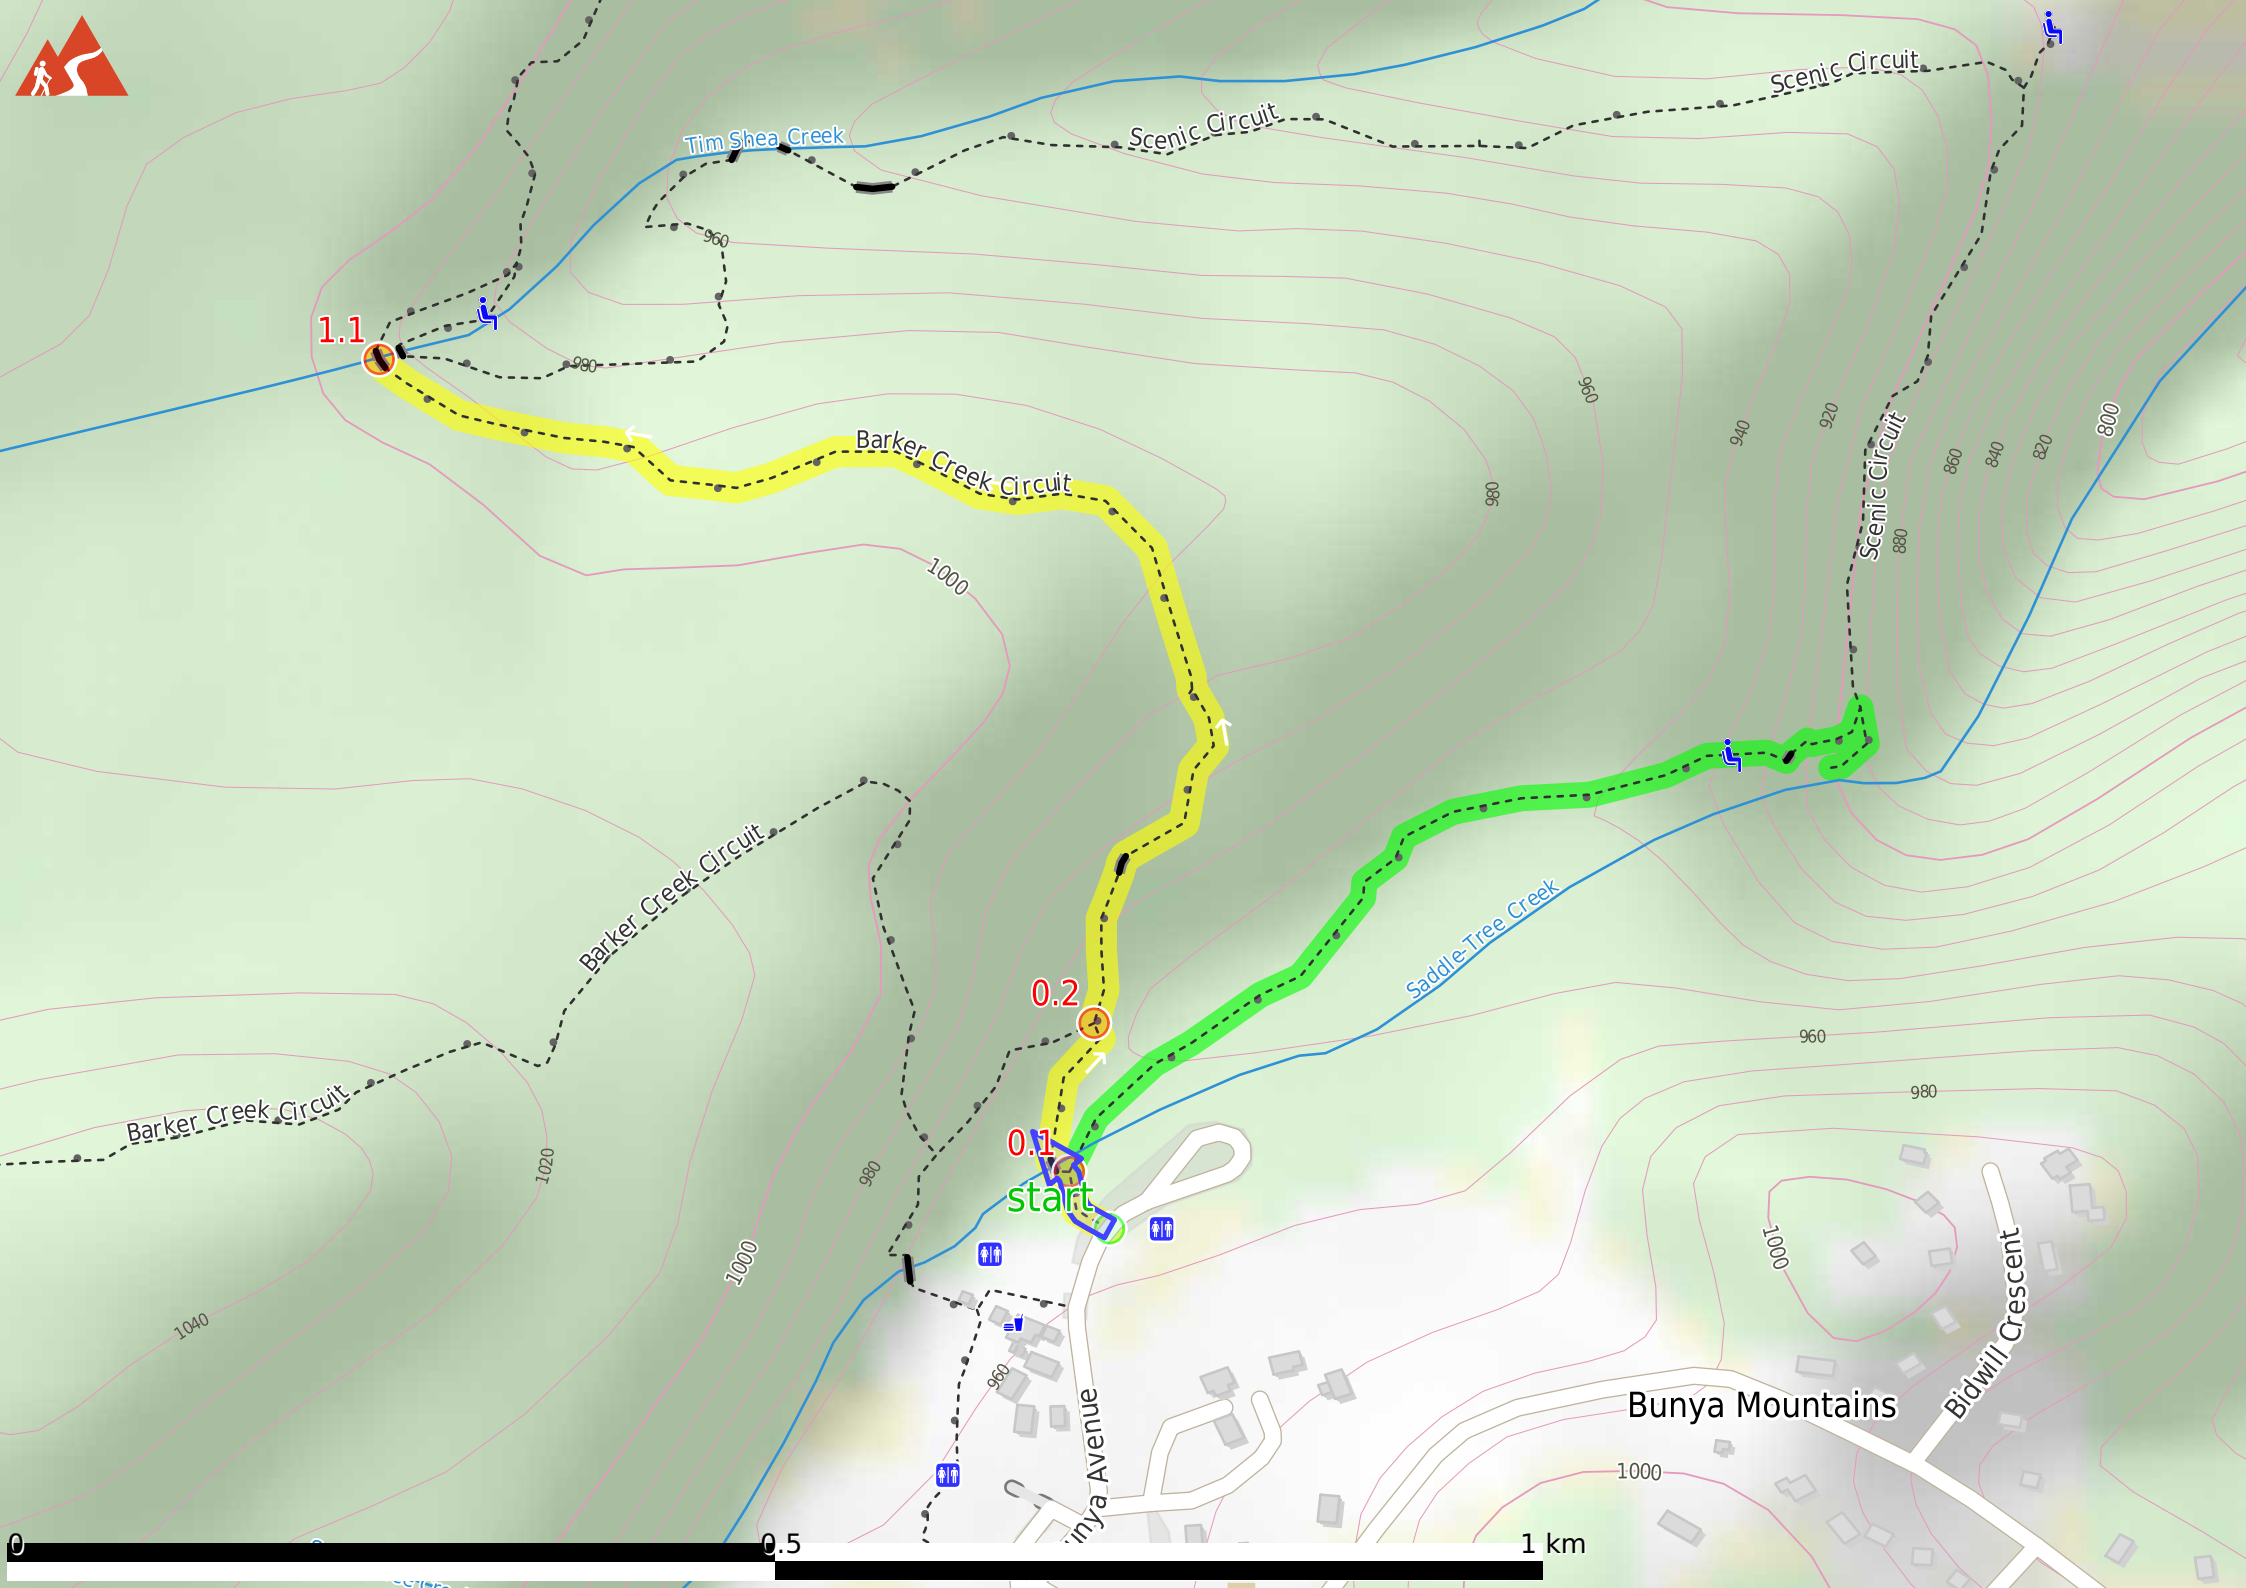 Scenic Circuit
Scenic Circuit
Tim Shea Creek
960
1.1
980
960
940
920
800
Barker Creek Circuit
860
840
820
980
Scenic Circuit
880
1000
Barker Creek Circuit
Saddle-Tree Creek
0.2
960
980
Barker Creek Circuit
0.1
1020
980
start
1000
1000
1040
Bidwill Crescent
960
Bunya Mountains
1000
unya Avenue
0
0.5
1 km